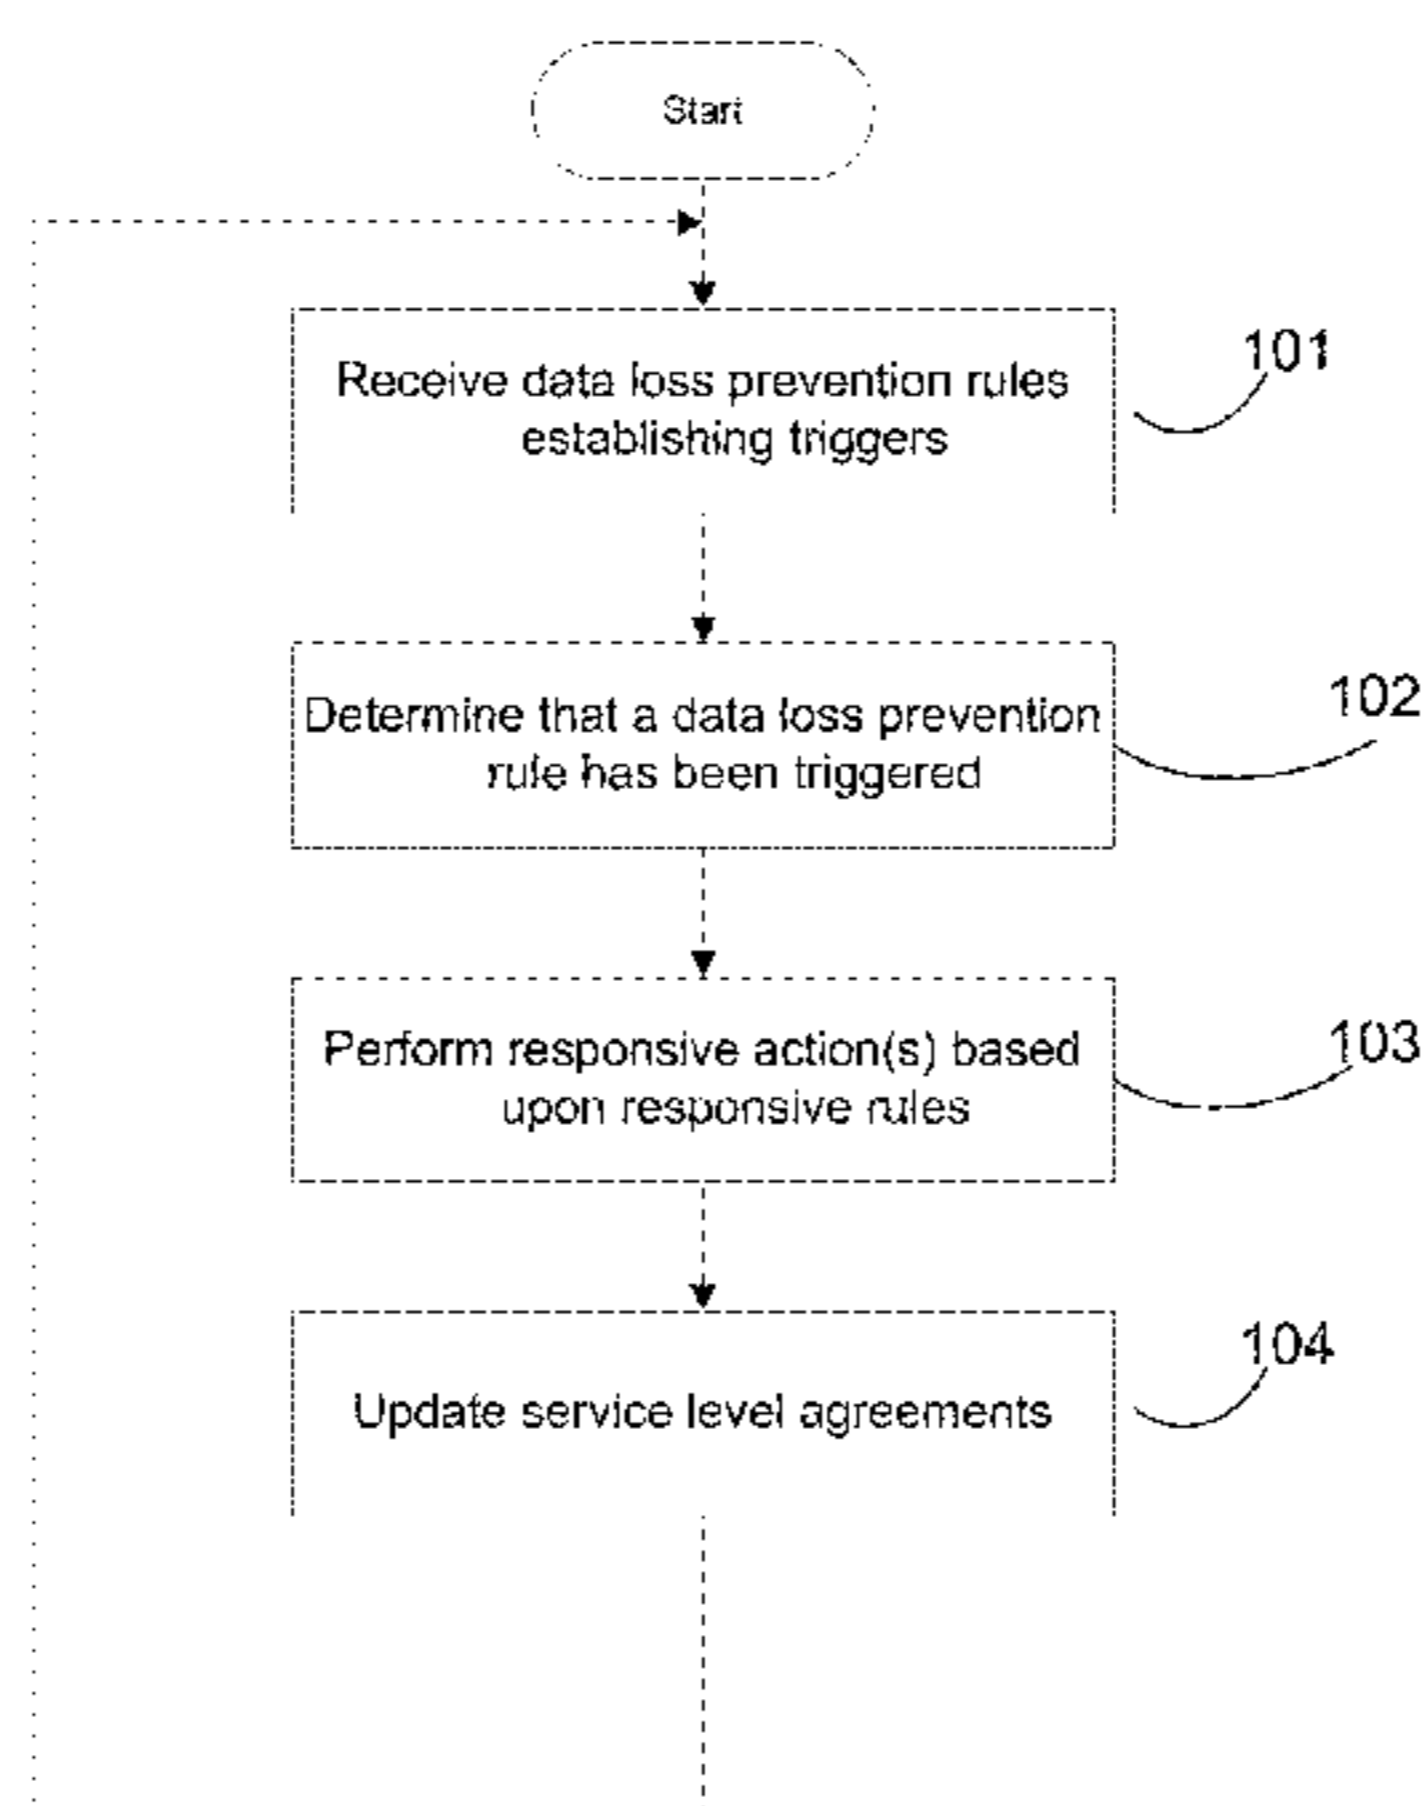 Start
Receive data loss prevention rules
establishing triggers
101
Determine that a data loss prevention
rule has been triggered
102
Perform responsive action(s) based
upon responsive rules
103
Update service level agreements
104